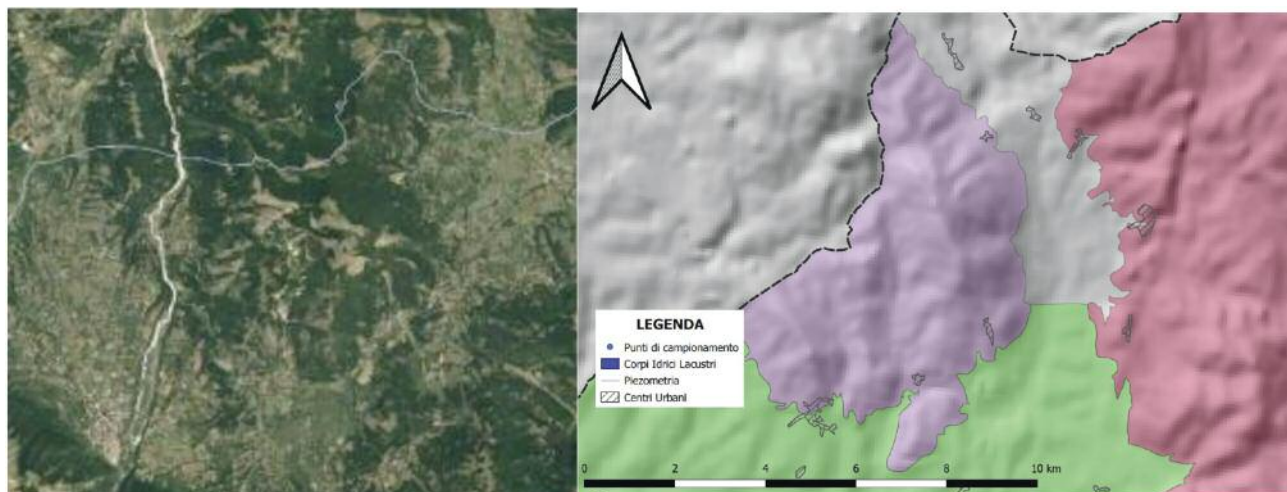 LEGENDA
Punti di campionamento
Corpi Idrici Lacustri
Piezometria
Centri Urbani
0 2 4 6 8 10 km